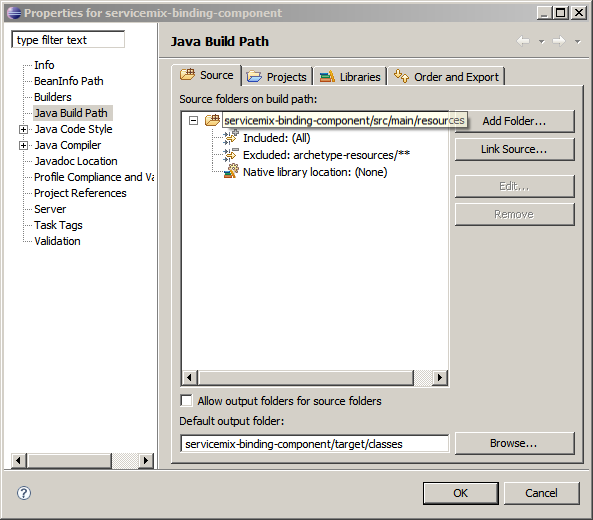 Properties for servicemix-binding-component
type filter text
Info
BeanInfo Path
Builders
Java Build Path
Java Code Style
Java Compiler
Javadoc Location
Profile Compliance and Va
Project References
Server
Task Tags
Validation
Java Build Path
Source
Projects
Libraries
Order and Export
Source folders on build path:
servicemix-binding-component/src/main/resources
Included: (All)
Excluded: archetype-resources/**
Native library location: (None)
Add Folder...
Link Source...
Edit...
Remove
Allow output folders for source folders
Default output folder:
servicemix-binding-component/target/classes
Browse...
?
OK
Cancel